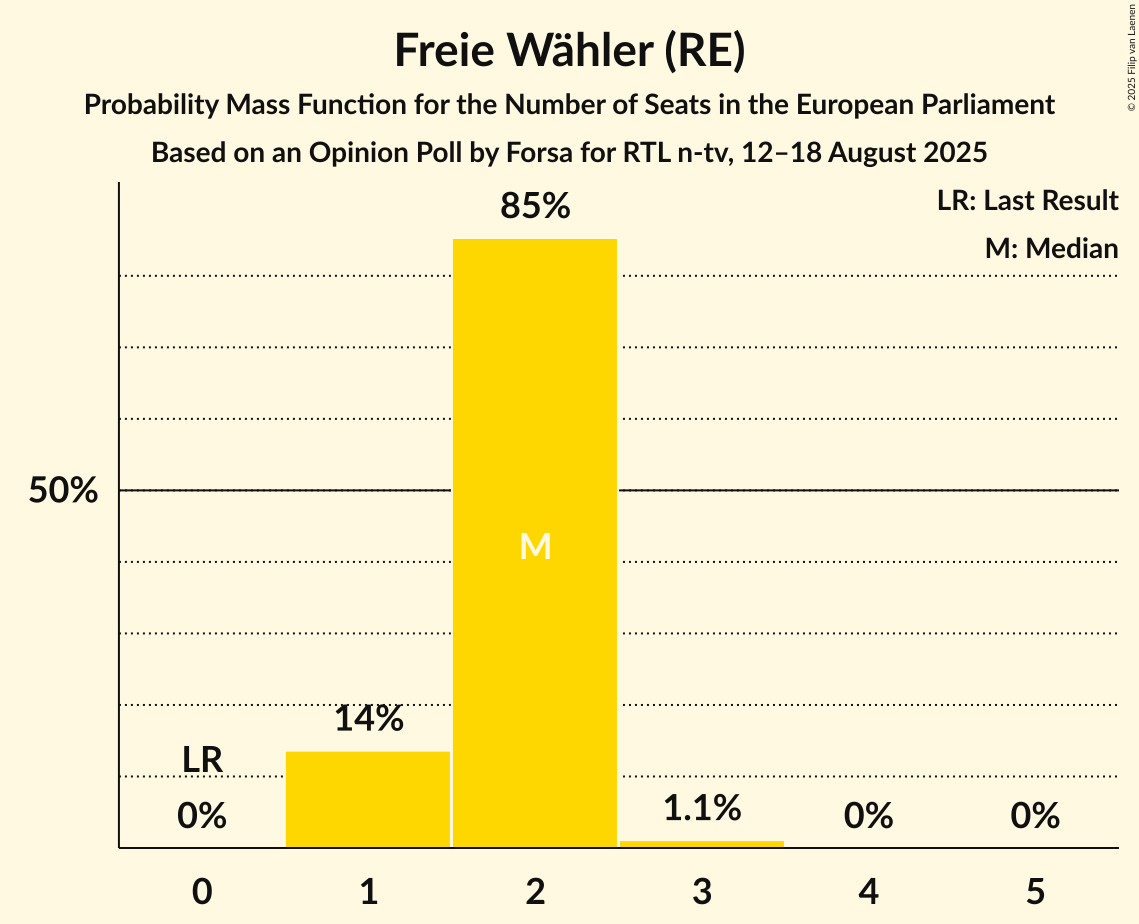 Freie Wähler (RE)
Probability Mass Function for the Number of Seats in the European Parliament
Based on an Opinion Poll by Forsa for RTL n-tv, 12–18 August 2025
© 2025 Filip van Laenen
LR: Last Result
M: Median
85%
50%
M
14%
LR
0%
1.1%
0%
0%
0 1 2 3 4 5